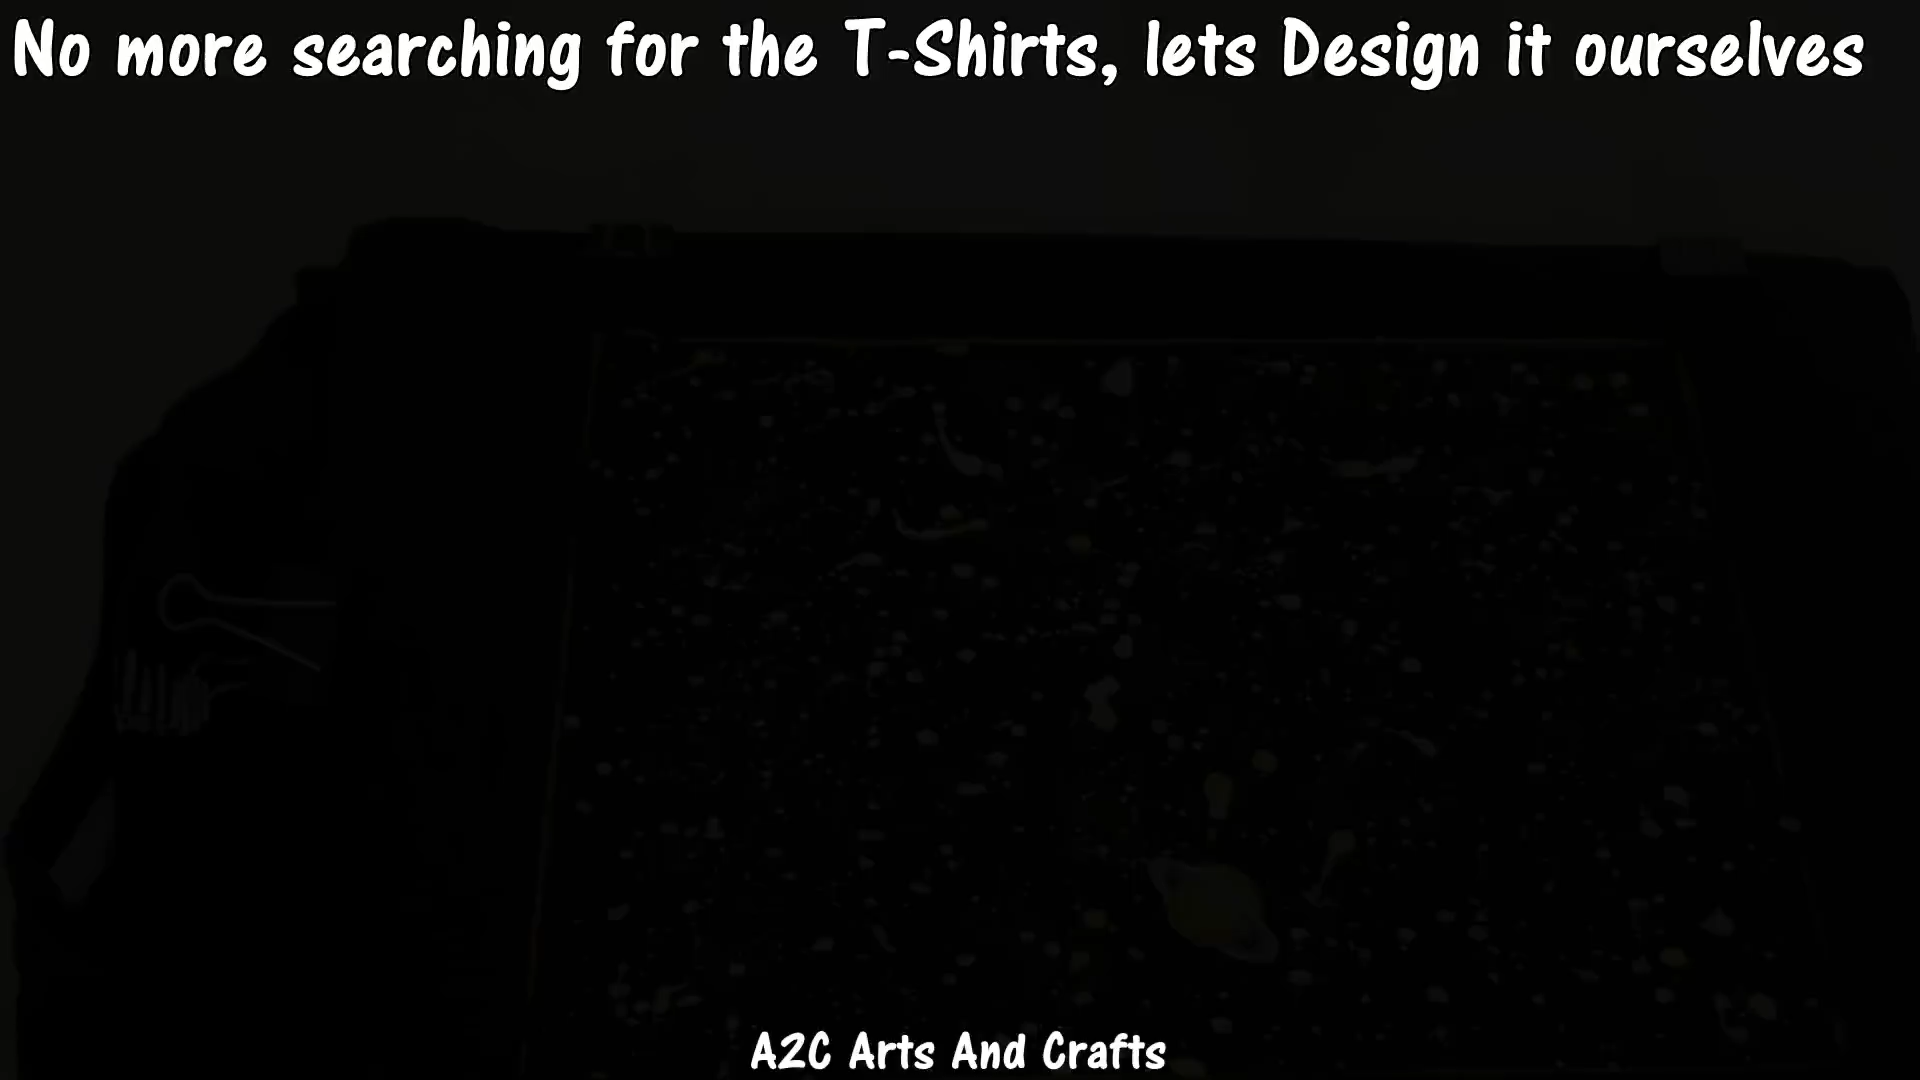 No more searching for the T-Shirts, lets Design it ourselves
A2C Arts And Crafts